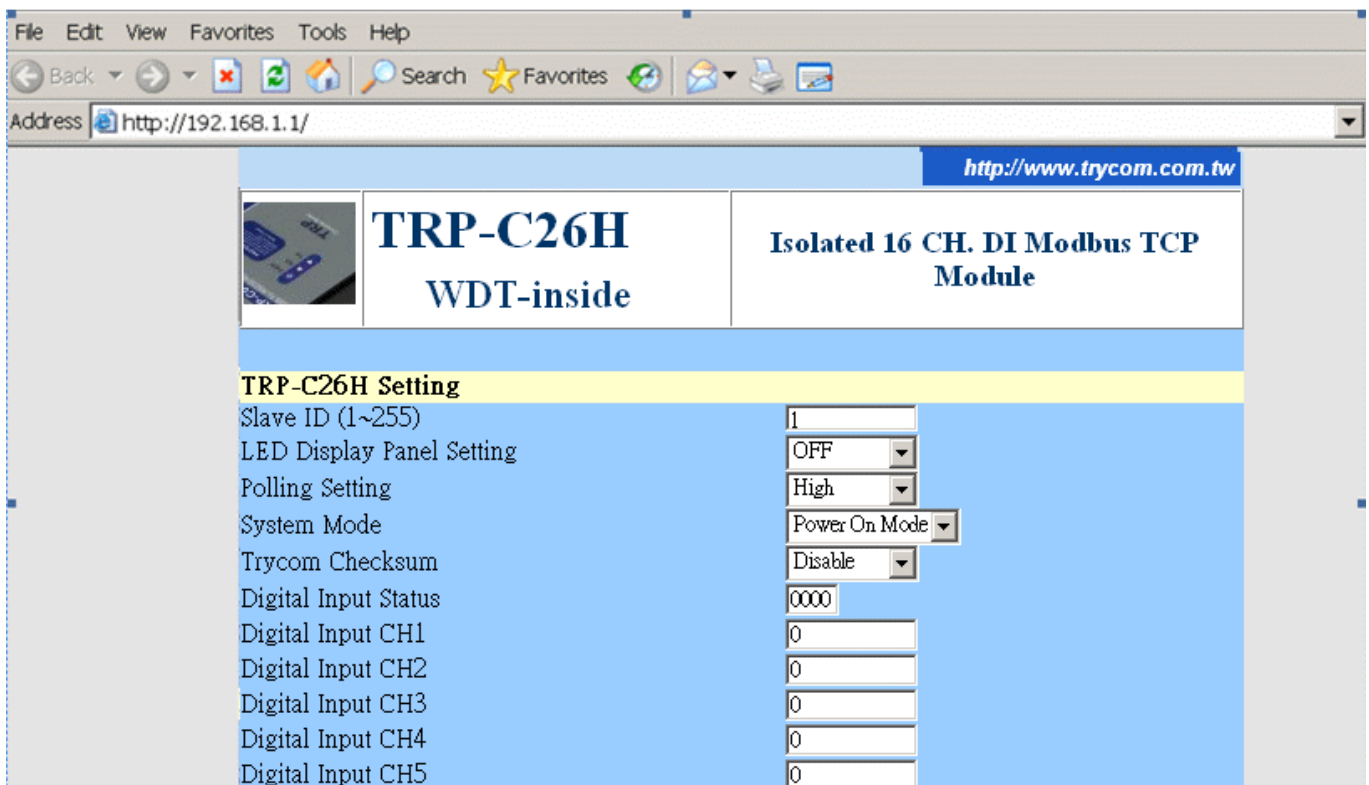 File Edit View Favorites Tools Help
Back Search Favorites
Address http://192.168.1.1/
http://www.trycom.com.tw
TRP-C26H
WDT-inside
Isolated 16 CH. DI Modbus TCP
Module
TRP-C26H Setting
Slave ID (1~255) 1
LED Display Panel Setting OFF
Polling Setting High
System Mode Power On Mode
Trycom Checksum Disable
Digital Input Status 0000
Digital Input CH1 0
Digital Input CH2 0
Digital Input CH3 0
Digital Input CH4 0
Digital Input CH5 0